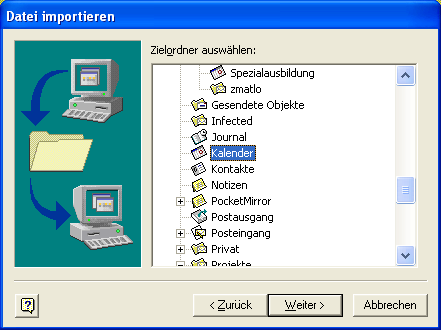 Datei importieren
Zielordner auswählen:
Spezialausbildung
zmatlo
Gesendete Objekte
Infected
Journal
Kalender
Kontakte
Notizen
PocketMirror
Postausgang
Posteingang
Privat
Projekte
?
< Zurück
Weiter >
Abbrechen